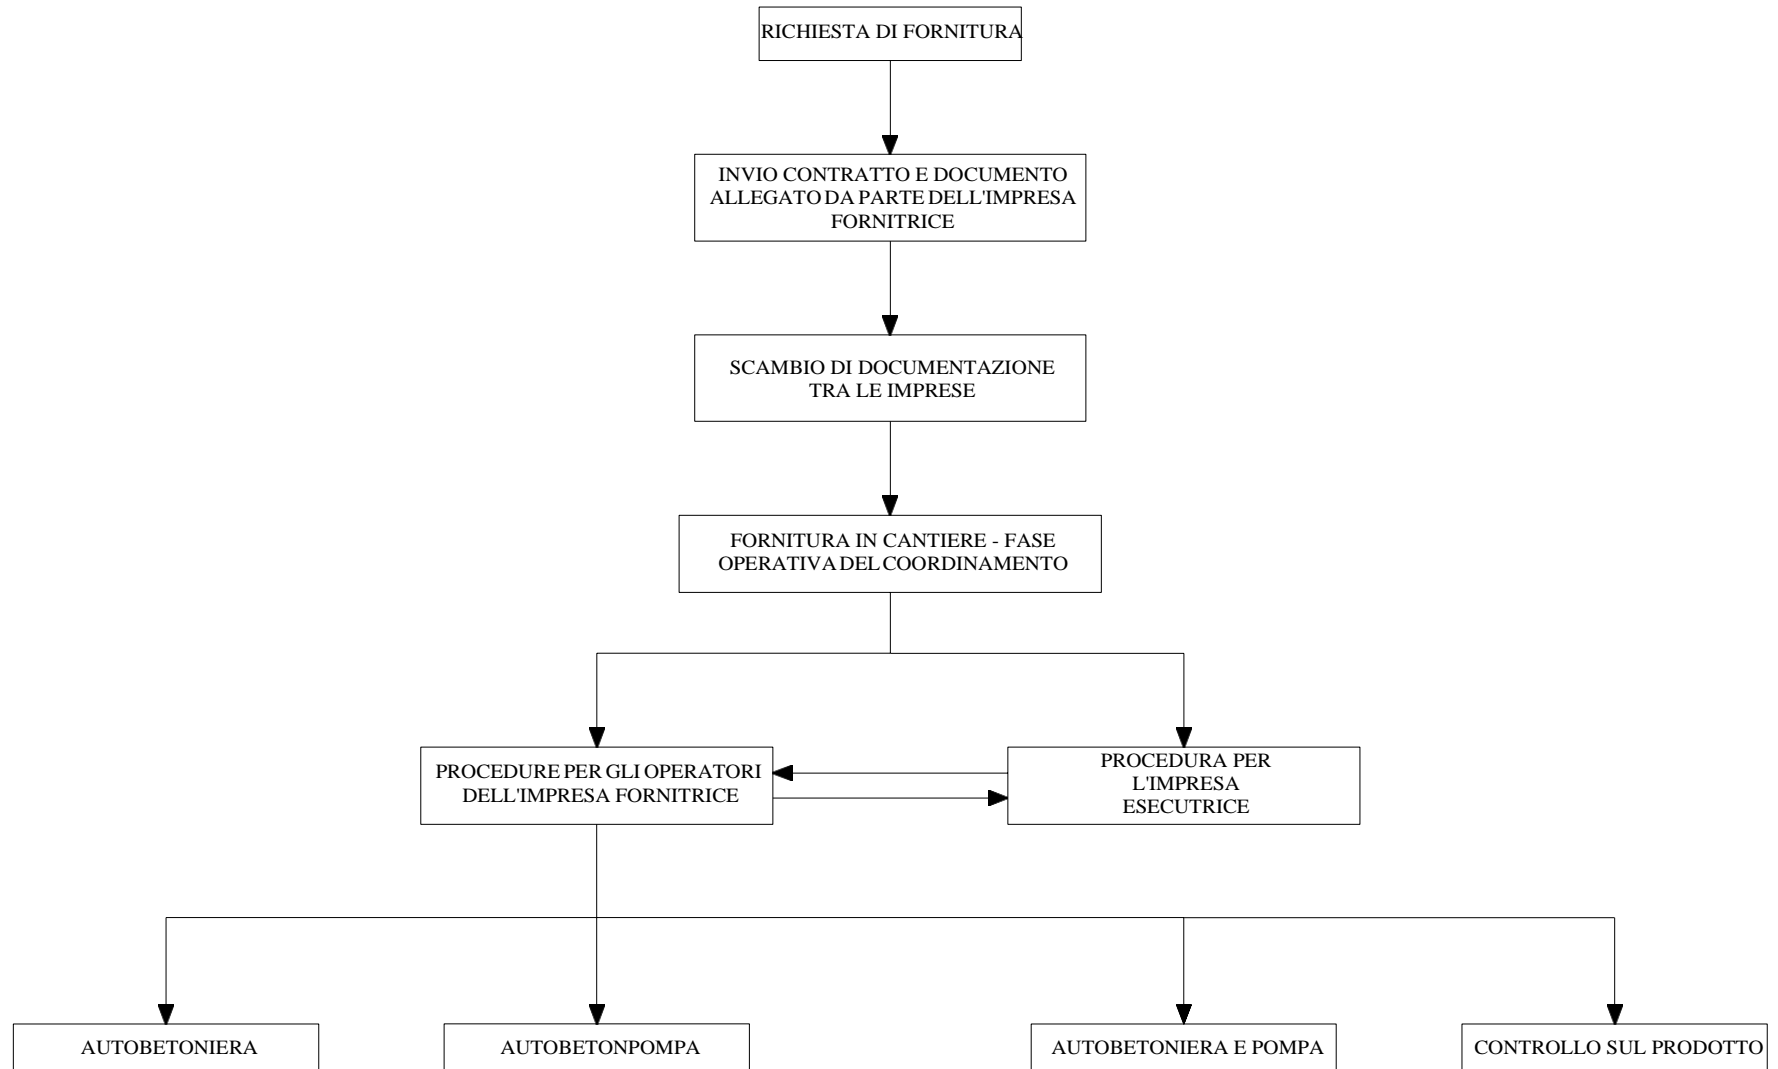 RICHIESTA DI FORNITURA
INVIO CONTRATTO E DOCUMENTO
ALLEGATO DA PARTE DELL'IMPRESA
FORNITRICE
SCAMBIO DI DOCUMENTAZIONE
TRA LE IMPRESE
FORNITURA IN CANTIERE - FASE
OPERATIVA DEL COORDINAMENTO
PROCEDURE PER GLI OPERATORI
DELL'IMPRESA FORNITRICE
PROCEDURA PER
L'IMPRESA
ESECUTRICE
AUTOBETONIERA
AUTOBETONPOMPA
AUTOBETONIERA E POMPA
CONTROLLO SUL PRODOTTO